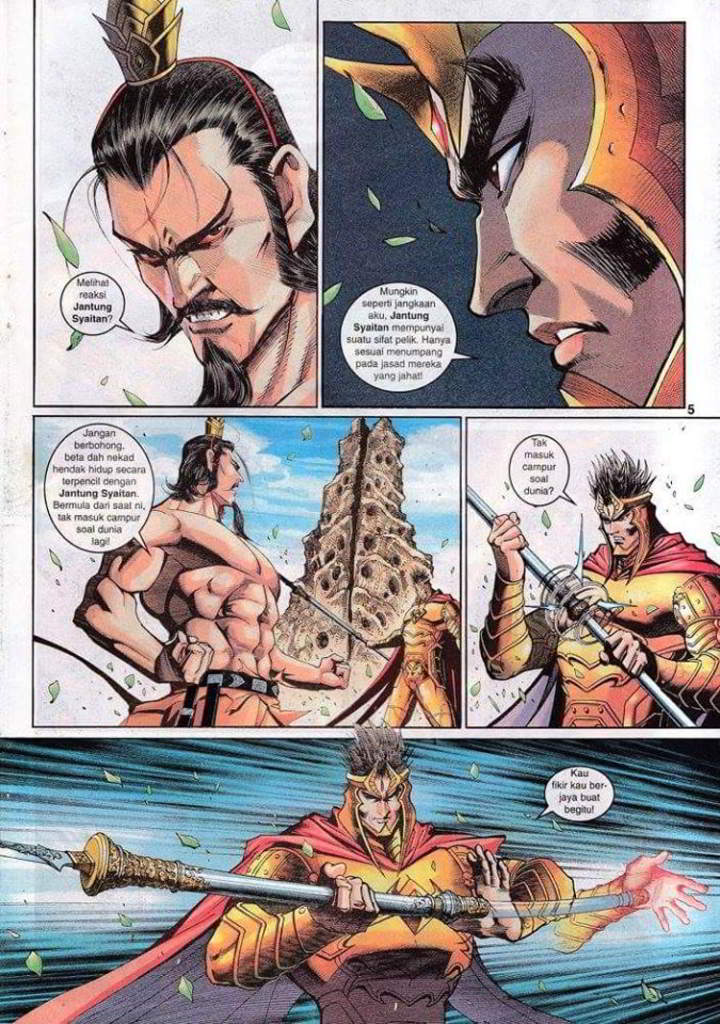 Melihat
reaksi
Jantung
Syaitan?
Mungkin
seperti jangkaan
aku, Jantung
Syaitan mempunyai
suatu sifat pelik. Hanya
sesuai menumpang
pada jasad mereka
yang jahat!
5
Jangan
berbohong,
beta dah nekad
hendak hidup secara
terpencil dengan
Jantung Syaitan.
Bermula dari saat ni,
tak masuk campur
soal dunia
lagi!
Tak
masuk
campur
soal
dunia?
Kau
fikir kau ber-
jaya buat
begitu!